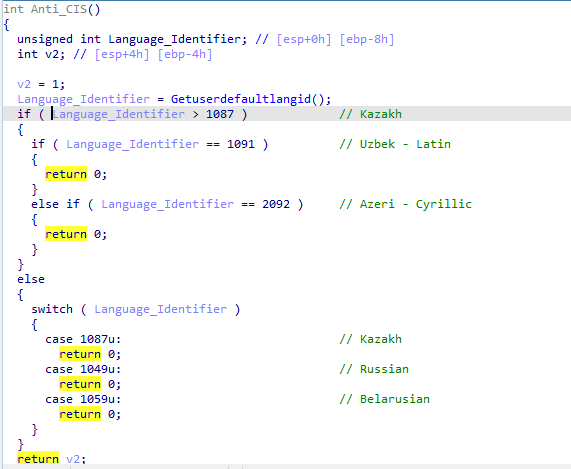 int Anti_CIS()
{
  unsigned int Language_Identifier; // [esp+0h] [ebp-8h]
  int v2; // [esp+4h] [ebp-4h]

  v2 = 1;
  Language_Identifier = Getuserdefaultlangid();
  if ( Language_Identifier > 1087 )             // Kazakh
  {
    if ( Language_Identifier == 1091 )          // Uzbek - Latin
    {
      return 0;
    }
    else if ( Language_Identifier == 2092 )     // Azeri - Cyrillic
    {
      return 0;
    }
  }
  else
  {
    switch ( Language_Identifier )
    {
      case 1087u:                               // Kazakh
        return 0;
      case 1049u:                               // Russian
        return 0;
      case 1059u:                               // Belarusian
        return 0;
    }
  }
  return v2;